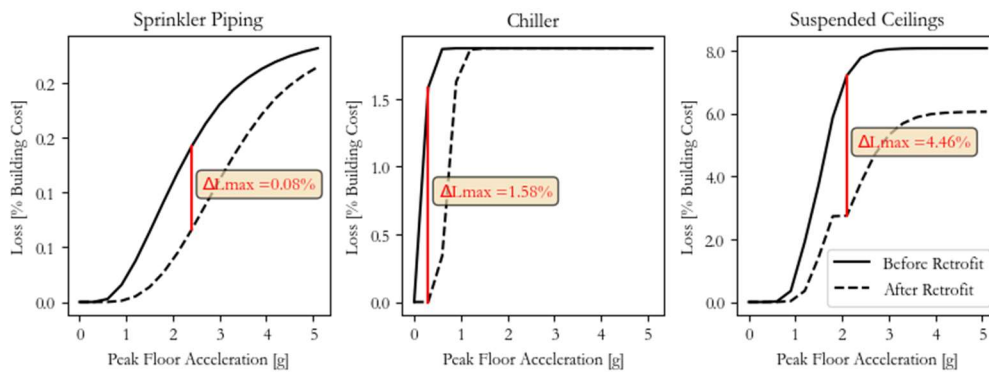 Sprinkler Piping
Loss [% Building Cost]
0.2
0.2
0.1
0.1
0.0
ΔLmax =0.08%
0 1 2 3 4 5
Peak Floor Acceleration [g]
Chiller
Loss [% Building Cost]
1.5
1.0
0.5
0.0
ΔLmax =1.58%
0 1 2 3 4 5
Peak Floor Acceleration [g]
Suspended Ceilings
Loss [% Building Cost]
8.0
6.0
4.0
2.0
0.0
ΔLmax =4.46%
Before Retrofit
After Retrofit
0 1 2 3 4 5
Peak Floor Acceleration [g]